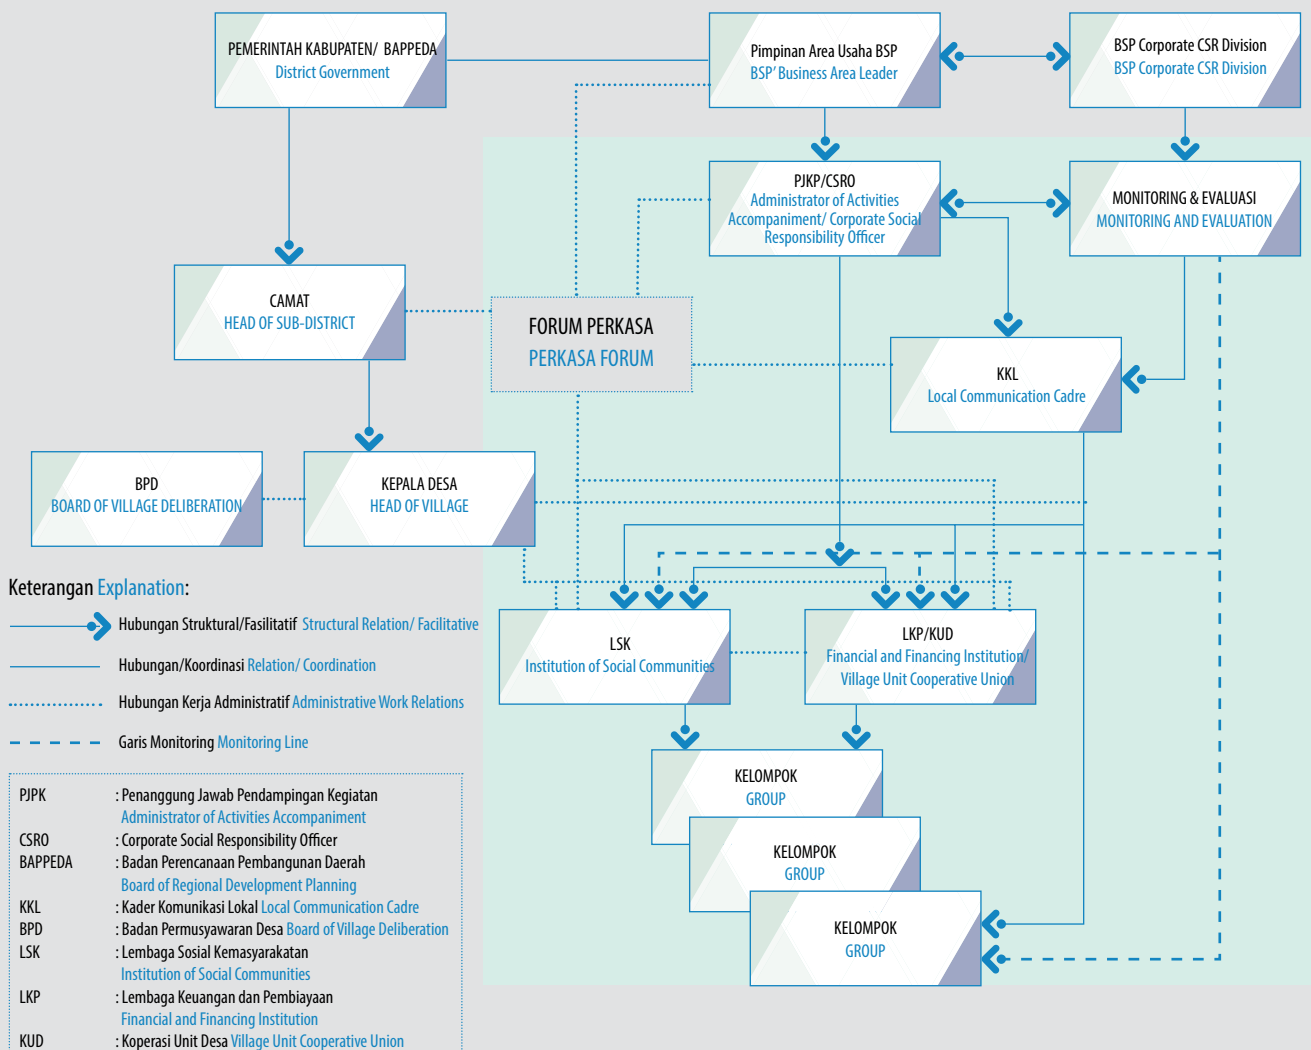 PEMERINTAH KABUPATEN/ BAPPEDA
District Government
Pimpinan Area Usaha BSP
BSP' Business Area Leader
BSP Corporate CSR Division
BSP Corporate CSR Division
PJKP/CSRO
Administrator of Activities
Accompaniment/ Corporate Social
Responsibility Officer
MONITORING & EVALUASI
MONITORING AND EVALUATION
CAMAT
HEAD OF SUB-DISTRICT
FORUM PERKASA
PERKASA FORUM
KKL
Local Communication Cadre
BPD
BOARD OF VILLAGE DELIBERATION
KEPALA DESA
HEAD OF VILLAGE
LSK
Institution of Social Communities
LKP/KUD
Financial and Financing Institution/
Village Unit Cooperative Union
KELOMPOK
GROUP
KELOMPOK
GROUP
KELOMPOK
GROUP
Keterangan Explanation:
Hubungan Struktural/Fasilitatif Structural Relation/ Facilitative
Hubungan/Koordinasi Relation/ Coordination
Hubungan Kerja Administratif Administrative Work Relations
Garis Monitoring Monitoring Line
PJPK : Penanggung Jawab Pendampingan Kegiatan
Administrator of Activities Accompaniment
CSRO : Corporate Social Responsibility Officer
BAPPEDA : Badan Perencanaan Pembangunan Daerah
Board of Regional Development Planning
KKL : Kader Komunikasi Lokal Local Communication Cadre
BPD : Badan Permusyawaran Desa Board of Village Deliberation
LSK : Lembaga Sosial Kemasyarakatan
Institution of Social Communities
LKP : Lembaga Keuangan dan Pembiayaan
Financial and Financing Institution
KUD : Koperasi Unit Desa Village Unit Cooperative Union